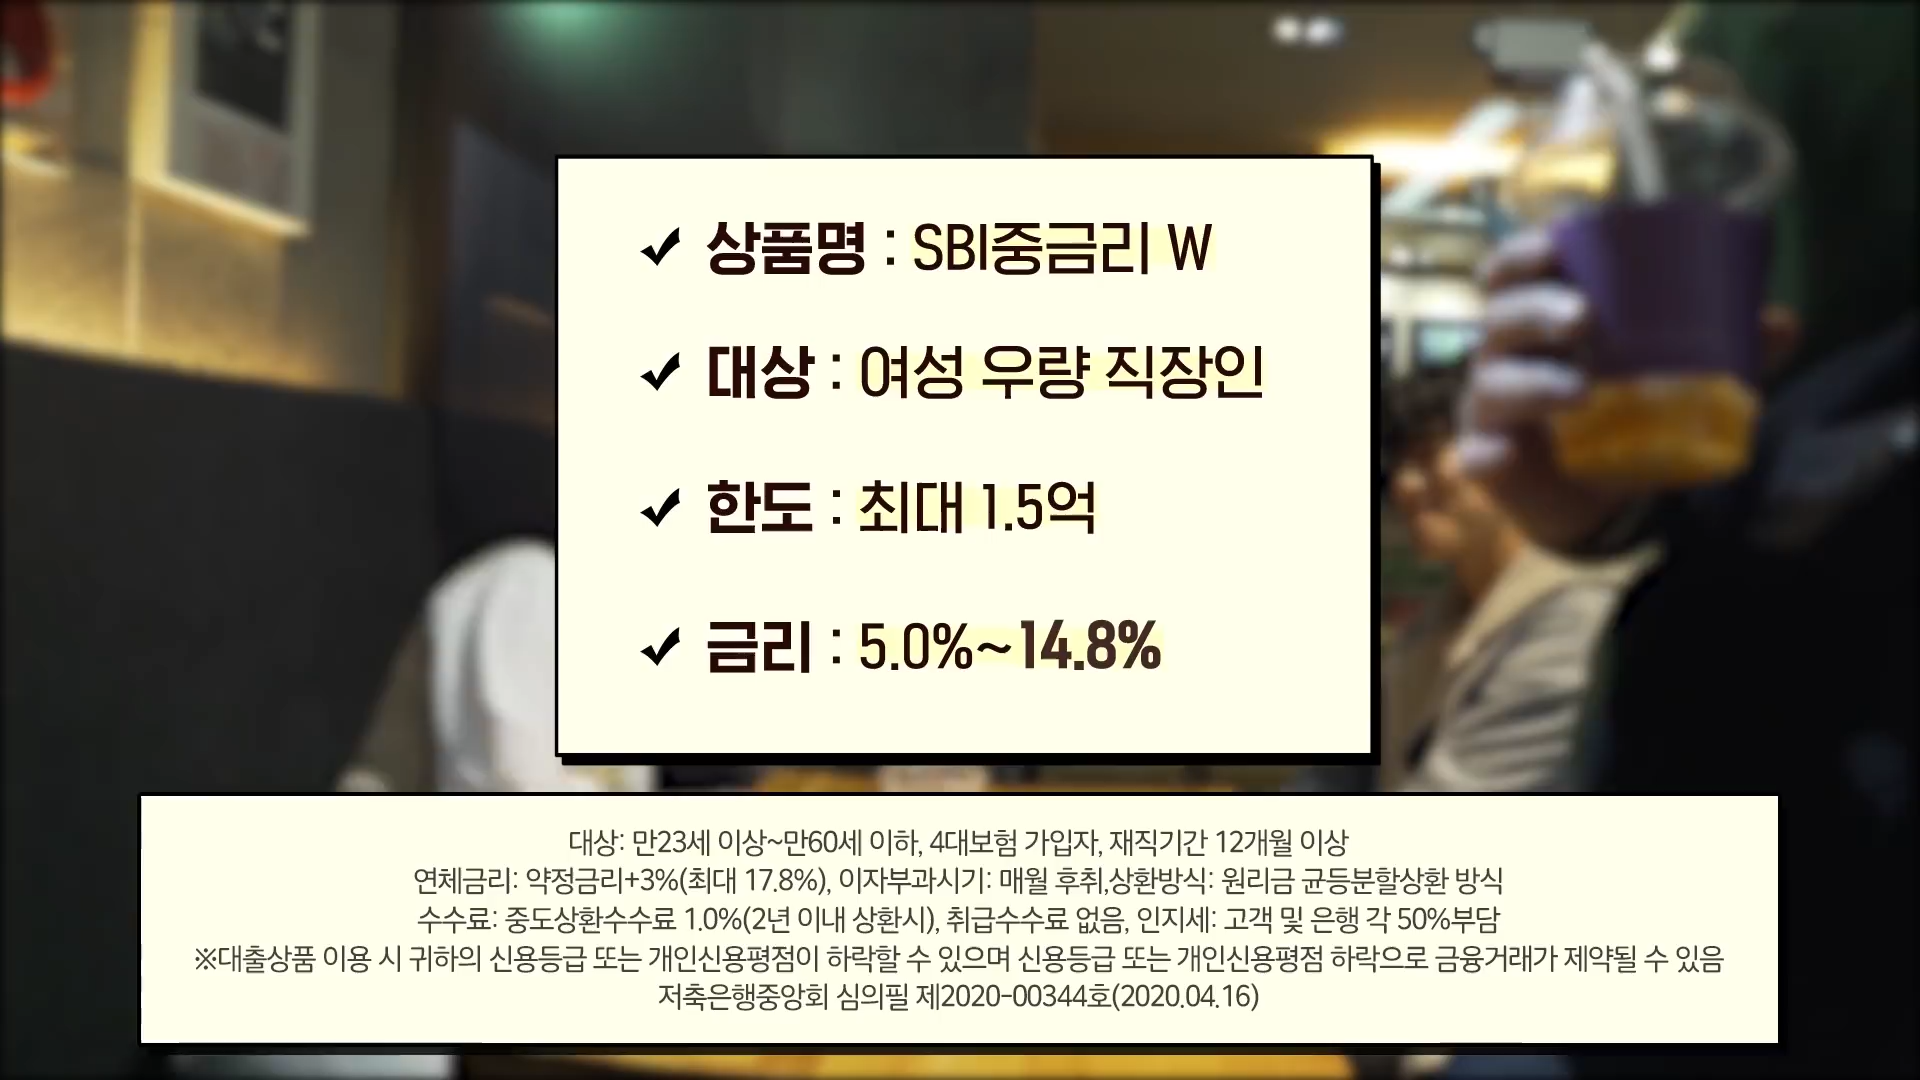 ✔ 상품명 : SBI중금리 W
✔ 대상 : 여성 우량 직장인
✔ 한도 : 최대 1.5억
✔ 금리 : 5.0%~14.8%
대상: 만23세 이상~만60세 이하, 4대보험 가입자, 재직기간 12개월 이상
연체금리: 약정금리+3%(최대 17.8%), 이자부과시기: 매월 후취,상환방식: 원리금 균등분할상환 방식
수수료: 중도상환수수료 1.0%(2년 이내 상환시), 취급수수료 없음, 인지세: 고객 및 은행 각 50%부담
※대출상품 이용 시 귀하의 신용등급 또는 개인신용평점이 하락할 수 있으며 신용등급 또는 개인신용평점 하락으로 금융거래가 제약될 수 있음
저축은행중앙회 심의필 제2020-00344호(2020.04.16)